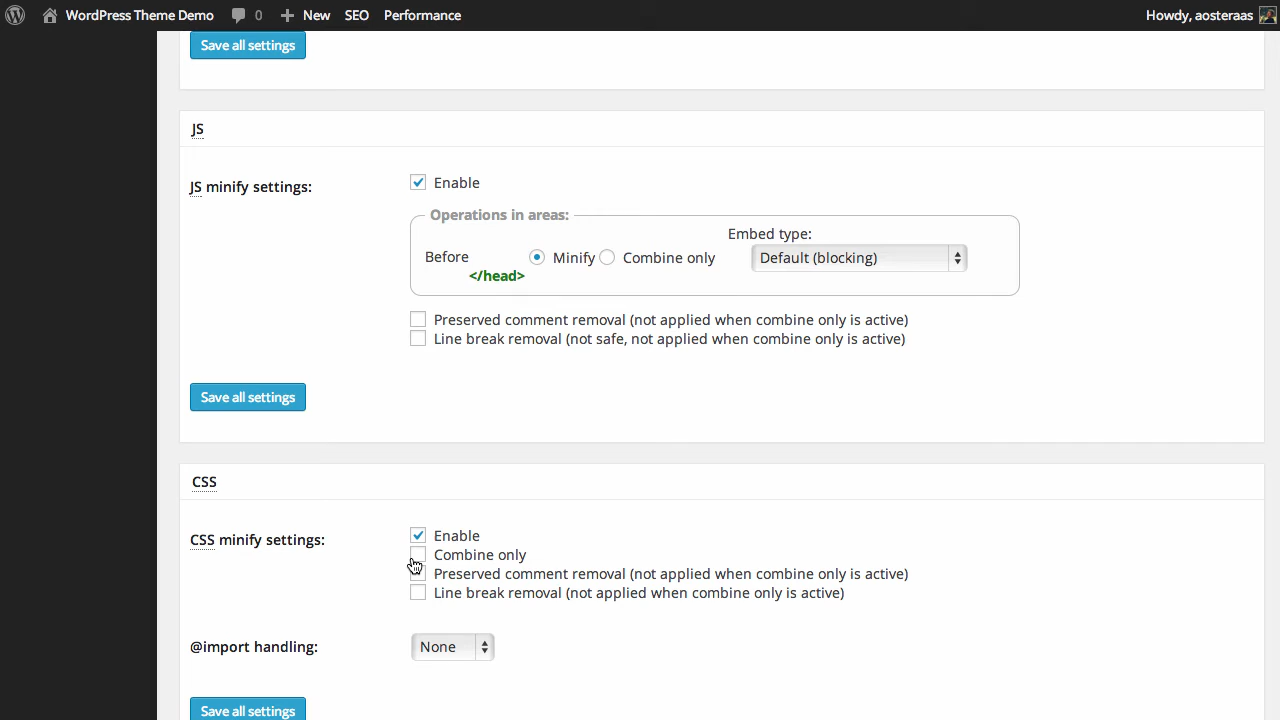 WordPress Theme Demo 0 New SEO Performance Howdy, aosteraas
Save all settings
JS
JS minify settings: Enable
Operations in areas:
Embed type:
Before Minify Combine only Default (blocking)
</head>
Preserved comment removal (not applied when combine only is active)
Line break removal (not safe, not applied when combine only is active)
Save all settings
CSS
CSS minify settings: Enable
Combine only
Preserved comment removal (not applied when combine only is active)
Line break removal (not applied when combine only is active)
@import handling: None
Save all settings